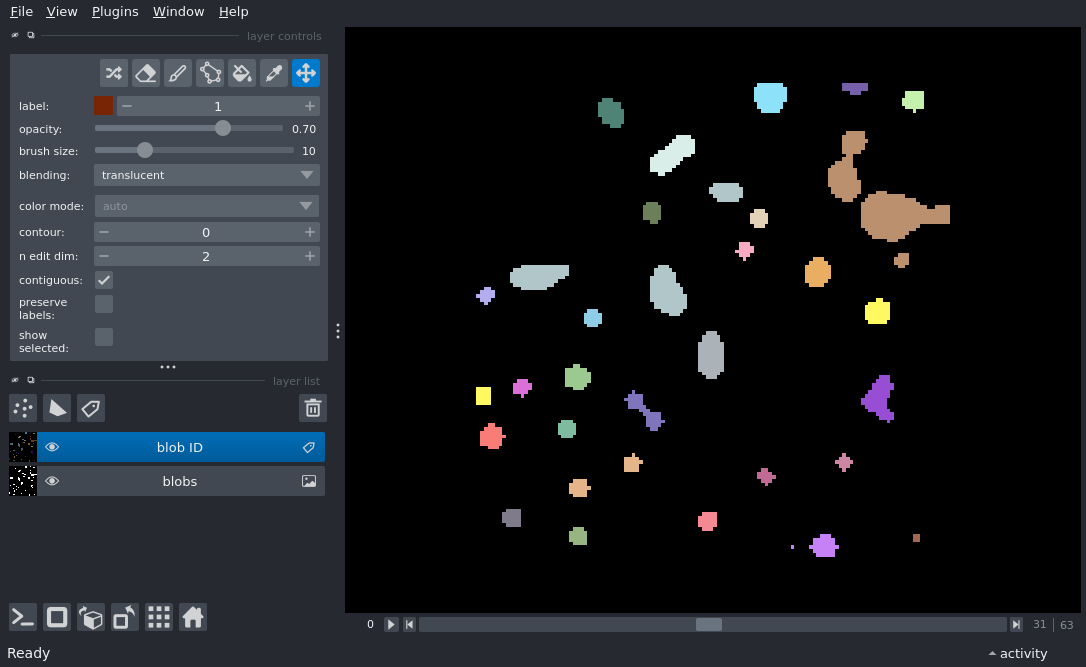 File View Plugins Window Help
layer controls
label: 1
opacity: 0.70
brush size: 10
blending: translucent
color mode: auto
contour: 0
n edit dim: 2
contiguous:
preserve
labels:
show
selected:
layer list
blob ID
blobs
0 31 63
Ready activity